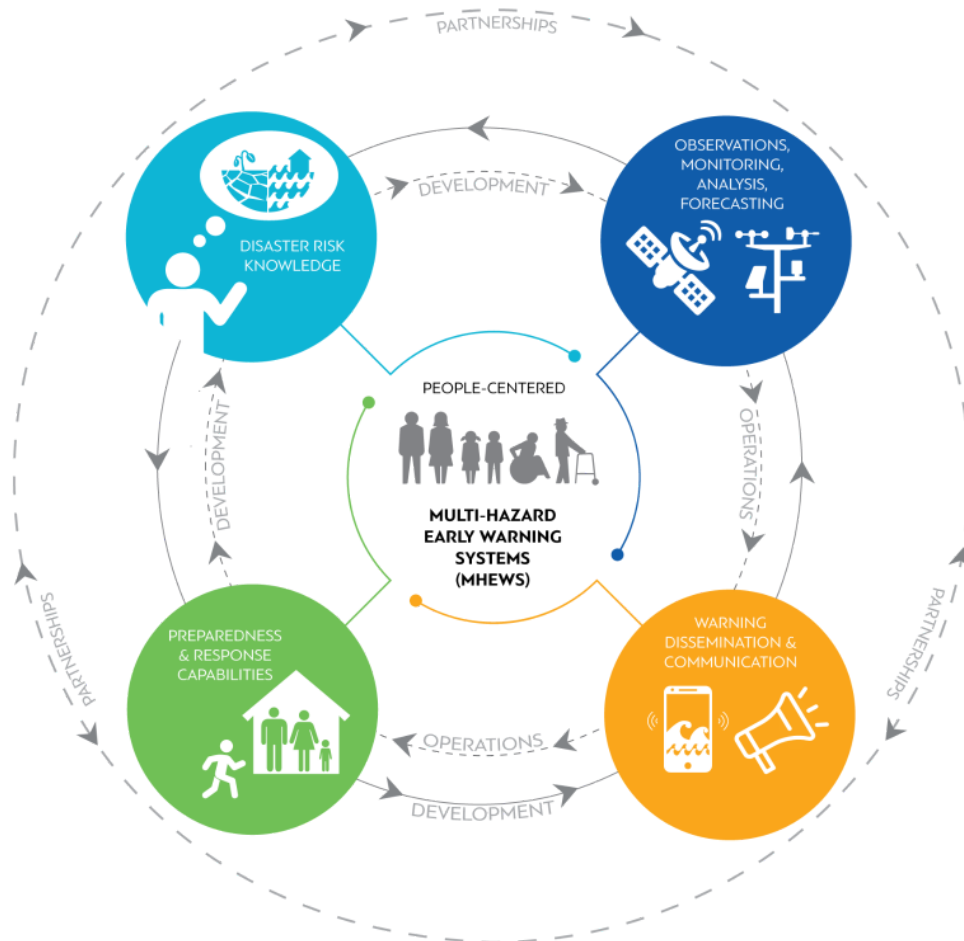 PARTNERSHIPS
DEVELOPMENT
OBSERVATIONS,
MONITORING,
ANALYSIS,
FORECASTING
DISASTER RISK
KNOWLEDGE
PEOPLE-CENTERED
MULTI-HAZARD
EARLY WARNING
SYSTEMS
(MHEWS)
DEVELOPMENT
OPERATIONS
PARTNERSHIPS
PARTNERSHIPS
PREPAREDNESS
& RESPONSE
CAPABILITIES
WARNING
DISSEMINATION &
COMMUNICATION
OPERATIONS
DEVELOPMENT